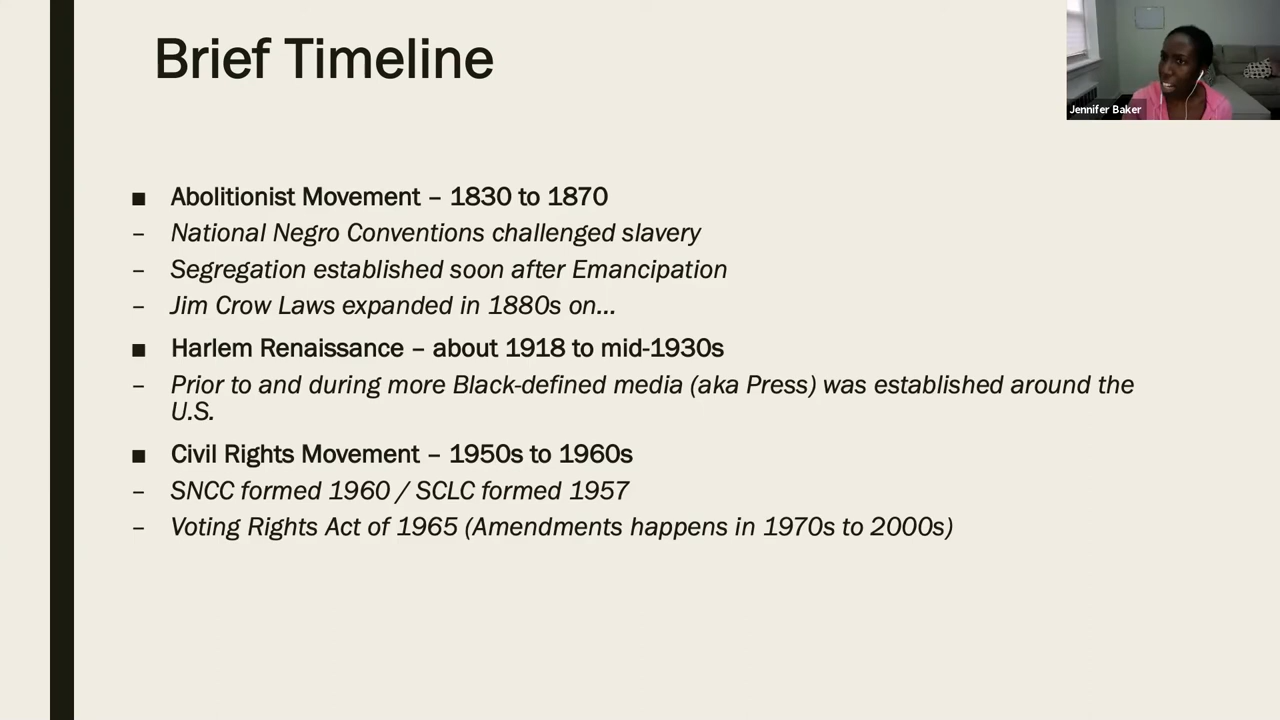 Brief Timeline
Jennifer Baker
■ Abolitionist Movement – 1830 to 1870
– National Negro Conventions challenged slavery
– Segregation established soon after Emancipation
– Jim Crow Laws expanded in 1880s on...
■ Harlem Renaissance – about 1918 to mid-1930s
– Prior to and during more Black-defined media (aka Press) was established around the
U.S.
■ Civil Rights Movement – 1950s to 1960s
– SNCC formed 1960 / SCLC formed 1957
– Voting Rights Act of 1965 (Amendments happens in 1970s to 2000s)